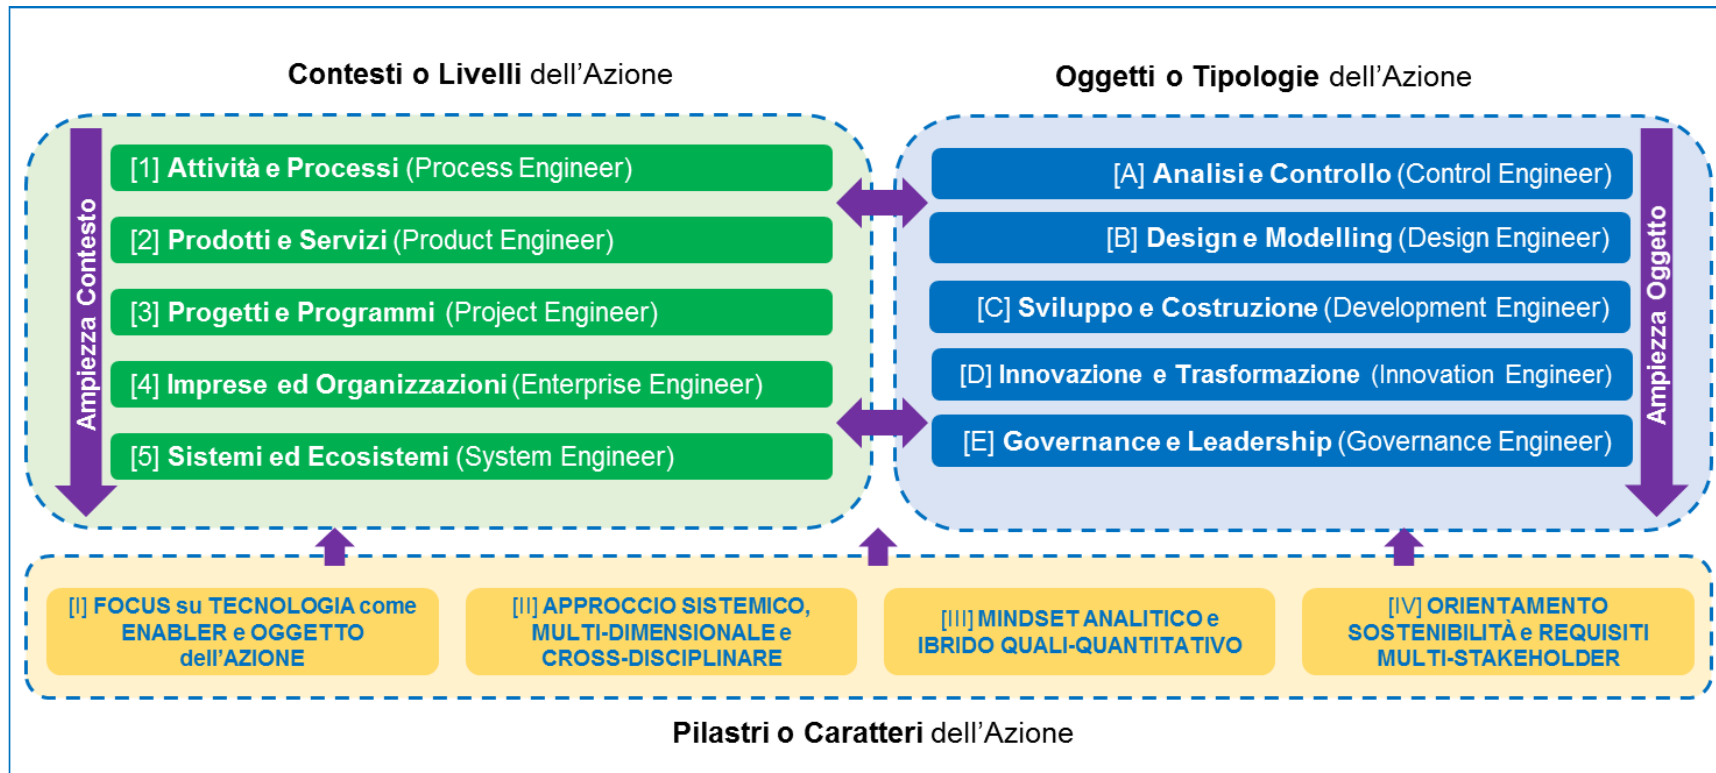 Contesti o Livelli dell'Azione
Ampiezza Contesto
[1] Attività e Processi (Process Engineer)
[2] Prodotti e Servizi (Product Engineer)
[3] Progetti e Programmi (Project Engineer)
[4] Imprese ed Organizzazioni (Enterprise Engineer)
[5] Sistemi ed Ecosistemi (System Engineer)
Oggetti o Tipologie dell'Azione
[A] Analisi e Controllo (Control Engineer)
[B] Design e Modelling (Design Engineer)
[C] Sviluppo e Costruzione (Development Engineer)
[D] Innovazione e Trasformazione (Innovation Engineer)
[E] Governance e Leadership (Governance Engineer)
Ampiezza Oggetto
[I] FOCUS su TECNOLOGIA come
ENABLER e OGGETTO
dell'AZIONE
[II] APPROCCIO SISTEMICO,
MULTI-DIMENSIONALE e
CROSS-DISCIPLINARE
[III] MINDSET ANALITICO e
IBRIDO QUALI-QUANTITATIVO
[IV] ORIENTAMENTO
SOSTENIBILITÀ e REQUISITI
MULTI-STAKEHOLDER
Pilastri o Caratteri dell'Azione